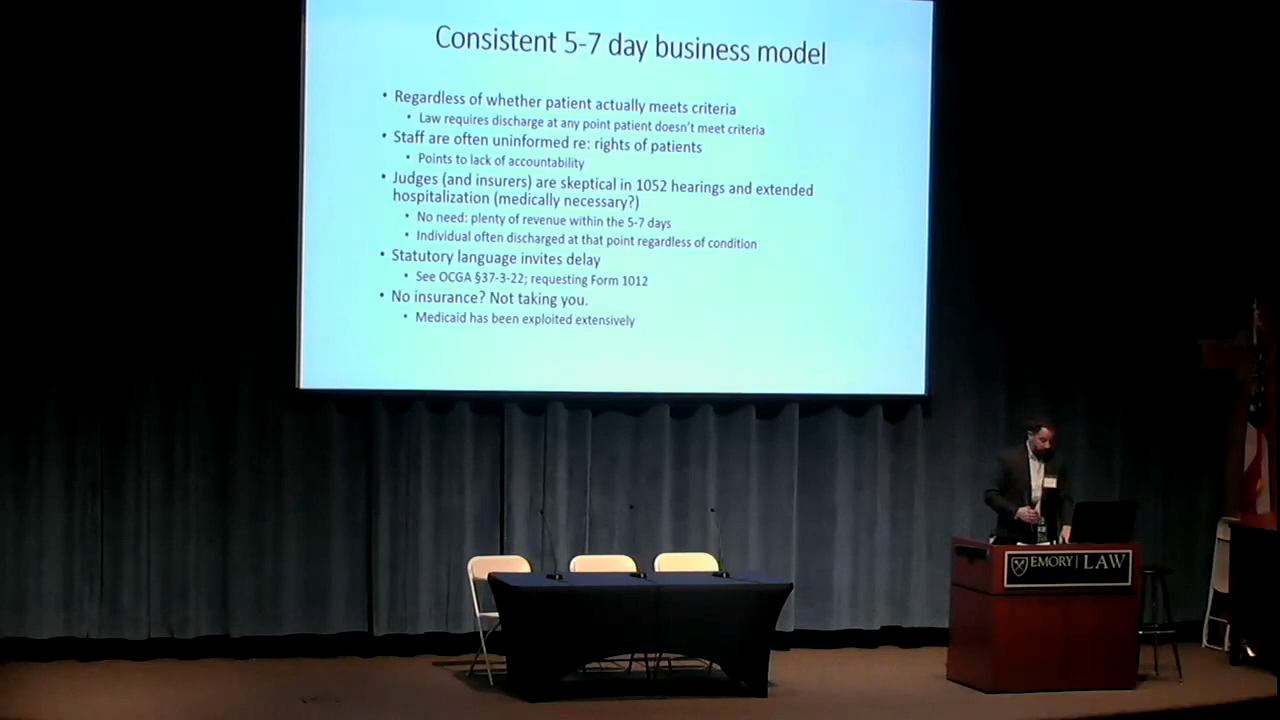 Consistent 5-7 day business model
• Regardless of whether patient actually meets criteria
• Law requires discharge at any point patient doesn't meet criteria
• Staff are often uninformed re: rights of patients
• Points to lack of accountability
• Judges (and insurers) are skeptical in 1052 hearings and extended
hospitalization (medically necessary?)
• No need: plenty of revenue within the 5-7 days
• Individual often discharged at that point regardless of condition
• Statutory language invites delay
• See OCGA §37-3-22; requesting Form 1012
• No insurance? Not taking you.
• Medicaid has been exploited extensively
EMORY | LAW